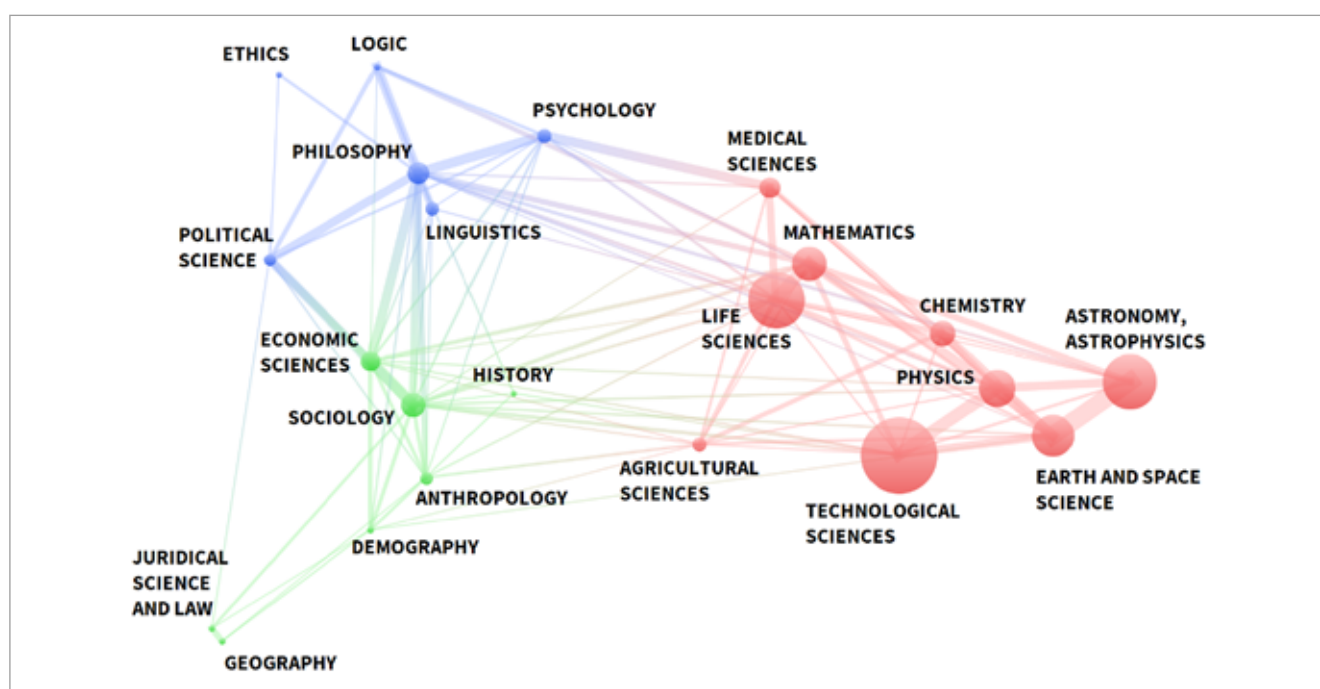 LOGIC
ETHICS
PSYCHOLOGY
MEDICAL
SCIENCES
PHILOSOPHY
LINGUISTICS
POLITICAL
SCIENCE
MATHEMATICS
CHEMISTRY
LIFE
SCIENCES
ASTRONOMY,
ASTROPHYSICS
ECONOMIC
SCIENCES
HISTORY
PHYSICS
SOCIOLOGY
AGRICULTURAL
SCIENCES
EARTH AND SPACE
SCIENCE
ANTHROPOLOGY
TECHNOLOGICAL
SCIENCES
DEMOGRAPHY
JURIDICAL
SCIENCE
AND LAW
GEOGRAPHY